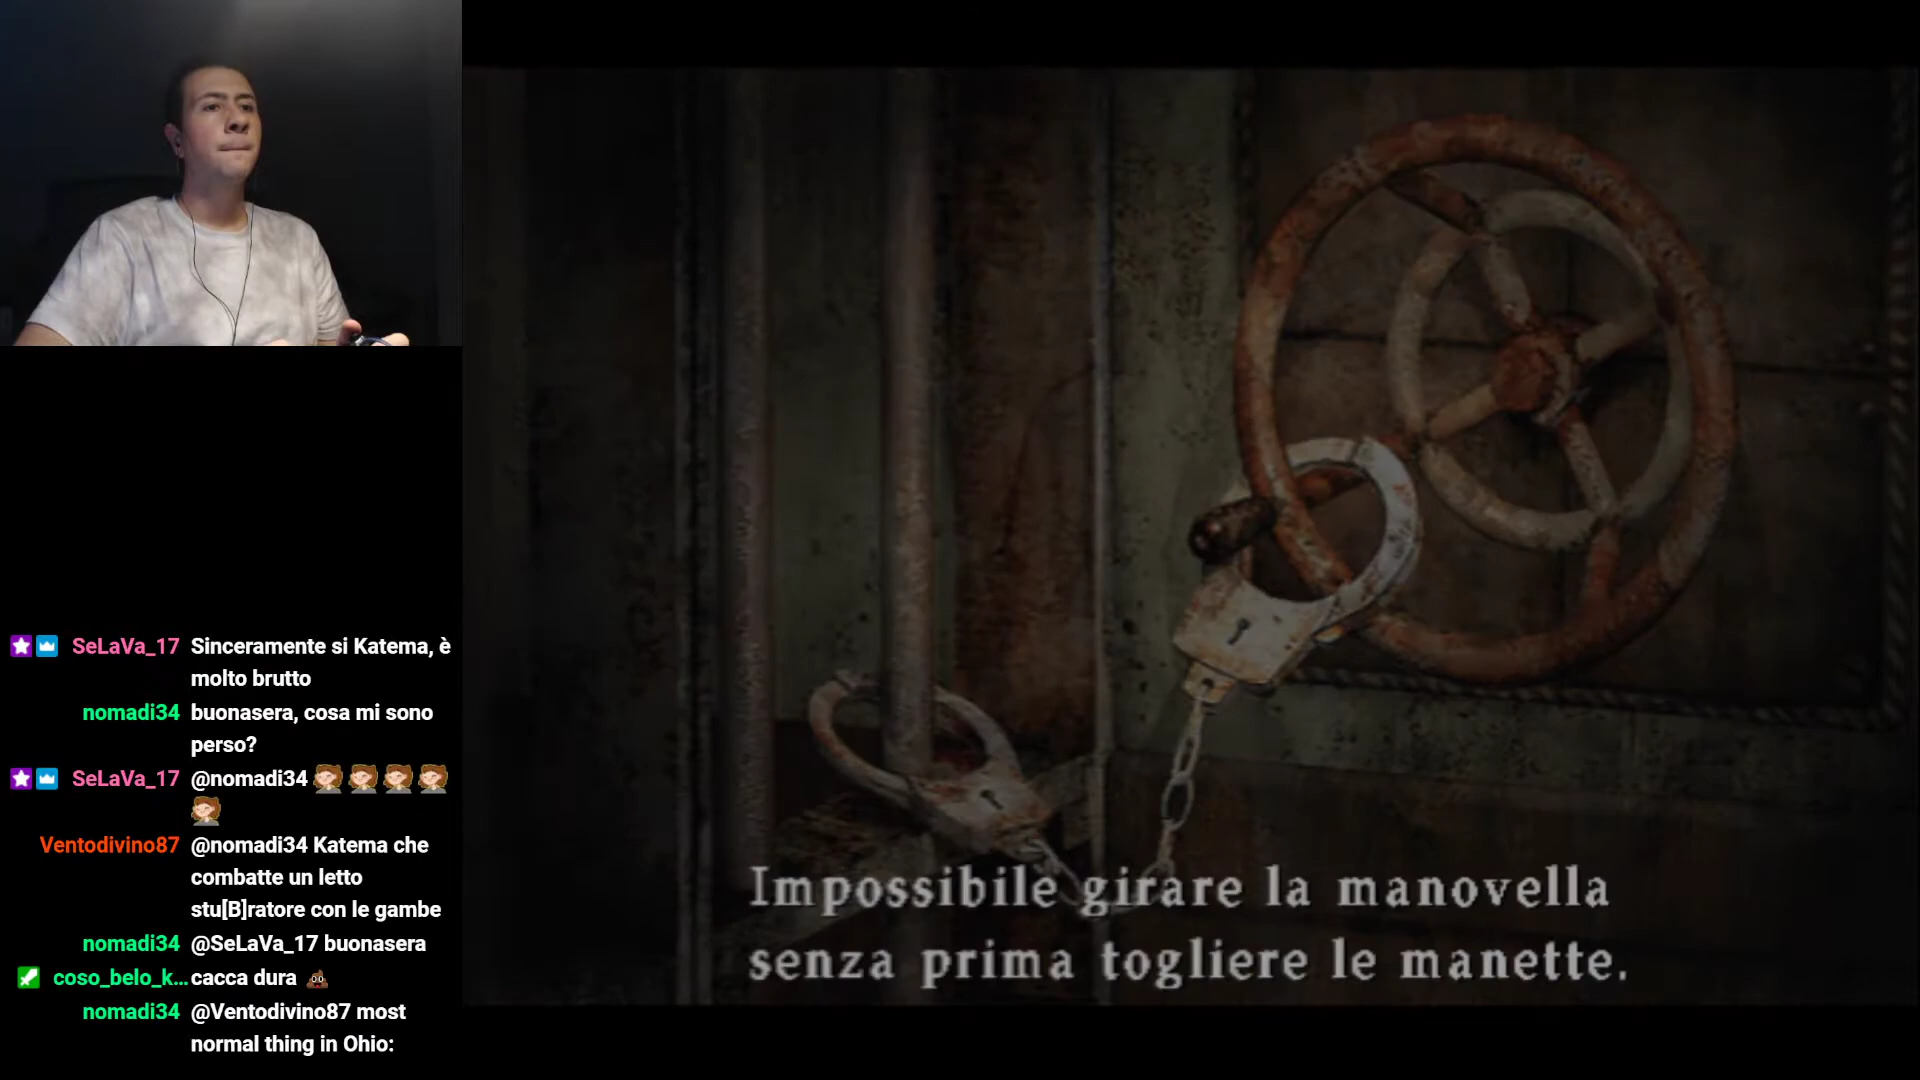 SeLaVa_17 Sinceramente si Katema, è
molto brutto
nomadi34 buonasera, cosa mi sono
perso?
SeLaVa_17 @nomadi34
Ventodivino87 @nomadi34 Katema che
combatte un letto
stu[B]ratore con le gambe
nomadi34 @SeLaVa_17 buonasera
coso_belo_k... cacca dura
nomadi34 @Ventodivino87 most
normal thing in Ohio:
Impossibile girare la manovella
senza prima togliere le manette.